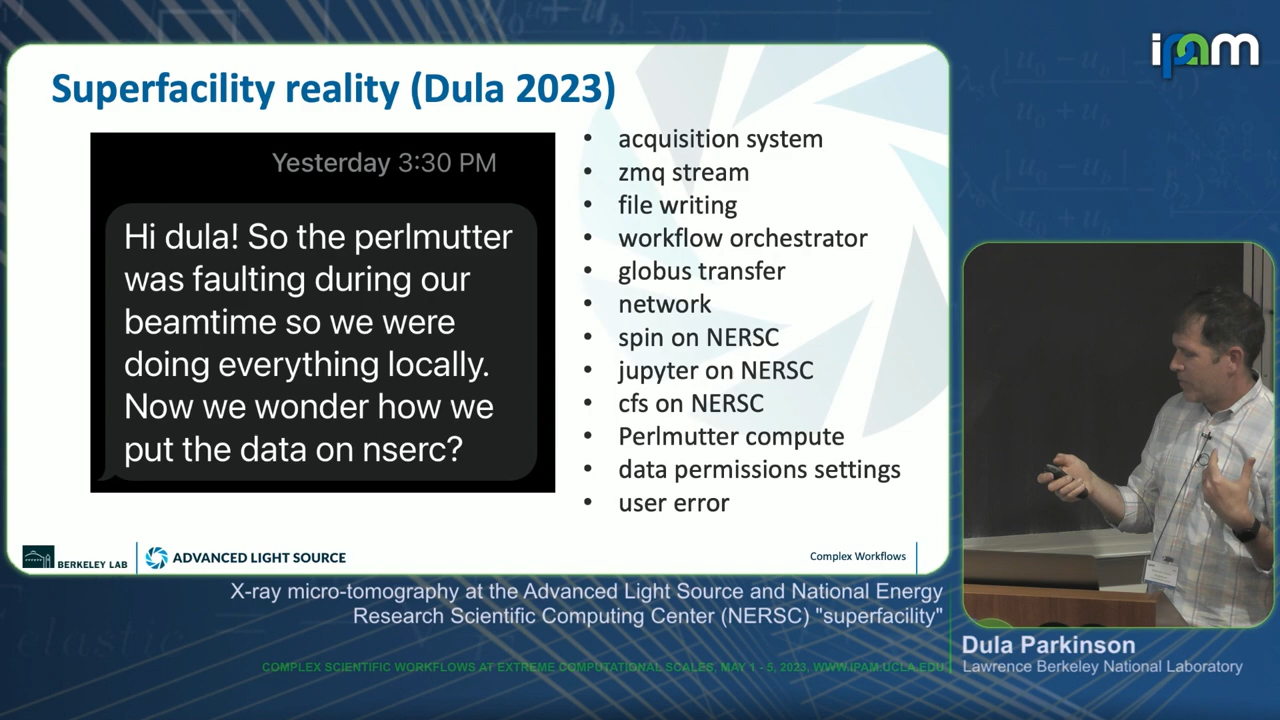 ipam
Superfacility reality (Dula 2023)
Yesterday 3:30 PM
Hi dula! So the perlmutter
was faulting during our
beamtime so we were
doing everything locally.
Now we wonder how we
put the data on nserc?
• acquisition system
• zmq stream
• file writing
• workflow orchestrator
• globus transfer
• network
• spin on NERSC
• jupyter on NERSC
• cfs on NERSC
• Perlmutter compute
• data permissions settings
• user error
BERKELEY LAB
ADVANCED LIGHT SOURCE
Complex Workflows
X-ray micro-tomography at the Advanced Light Source and National Energy
Research Scientific Computing Center (NERSC) "superfacility"
Dula Parkinson
Lawrence Berkeley National Laboratory
COMPLEX SCIENTIFIC WORKFLOWS AT EXTREME COMPUTATIONAL SCALES, MAY 1 - 5, 2023, WWW.IPAM.UCLA.EDU
elastic